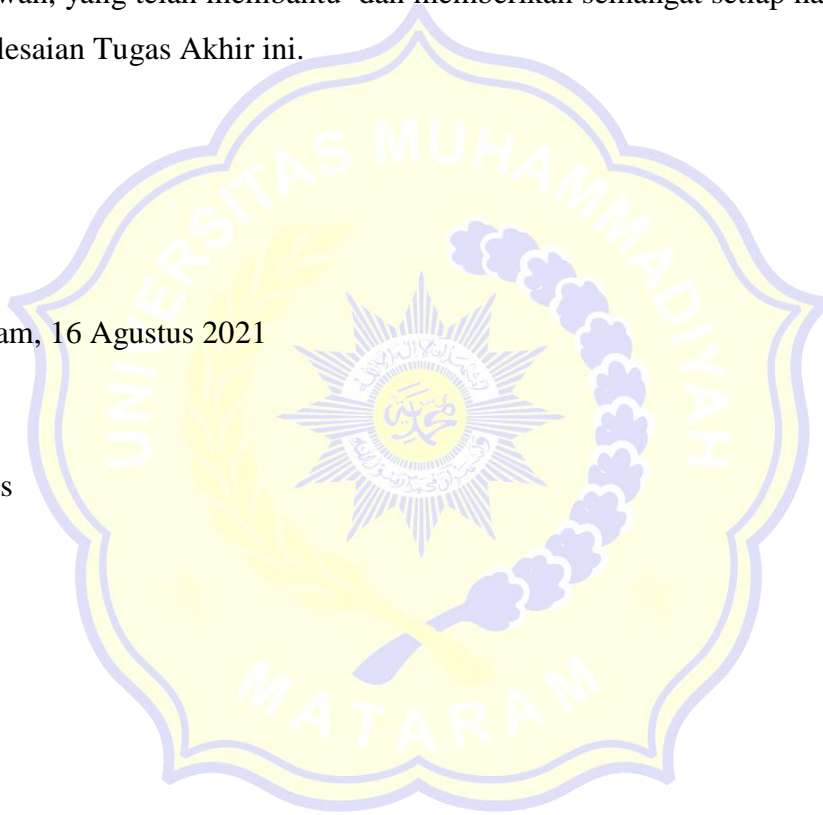 wan, yang telah membantu dan memberikan semangat setiap ha
lesaian Tugas Akhir ini.
UNIVERSITAS MUHAMMADIYAH
am, 16 Agustus 2021
محمدية
s
MATARAM